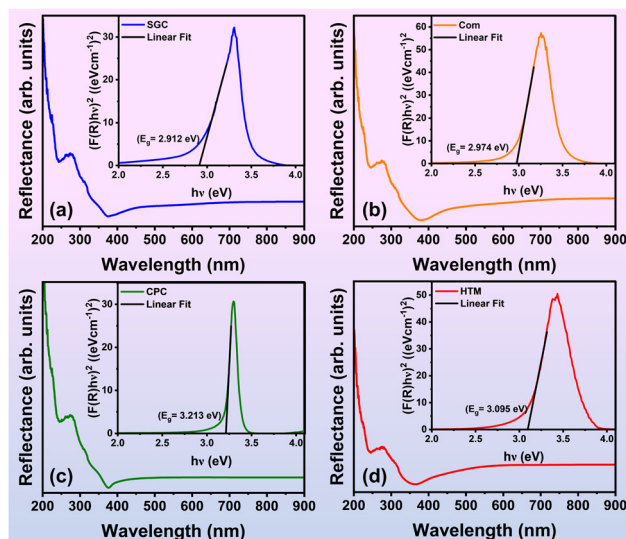 Reflectance (arb. units)
(F(R)hν)² ((eVcm⁻¹)²)
SGC
Linear Fit
30
20
10
0
(Eg= 2.912 eV)
2.0 2.5 3.0 3.5 4.0
hν (eV)
(a)
200 300 400 500 600 700 800 900
Wavelength (nm)
Reflectance (arb. units)
(F(R)hν)² ((eVcm⁻¹)²)
Com
Linear Fit
60
50
40
30
20
10
0
(Eg= 2.974 eV)
2.0 2.5 3.0 3.5 4.0
hν (eV)
(b)
200 300 400 500 600 700 800 900
Wavelength (nm)
Reflectance (arb. units)
(F(R)hν)² ((eVcm⁻¹)²)
CPC
Linear Fit
30
20
10
0
(Eg= 3.213 eV)
2.0 2.5 3.0 3.5 4.0
hν (eV)
(c)
200 300 400 500 600 700 800 900
Wavelength (nm)
Reflectance (arb. units)
(F(R)hν)² ((eVcm⁻¹)²)
HTM
Linear Fit
50
40
30
20
10
0
(Eg= 3.095 eV)
2.0 2.5 3.0 3.5 4.0
hν (eV)
(d)
200 300 400 500 600 700 800 900
Wavelength (nm)